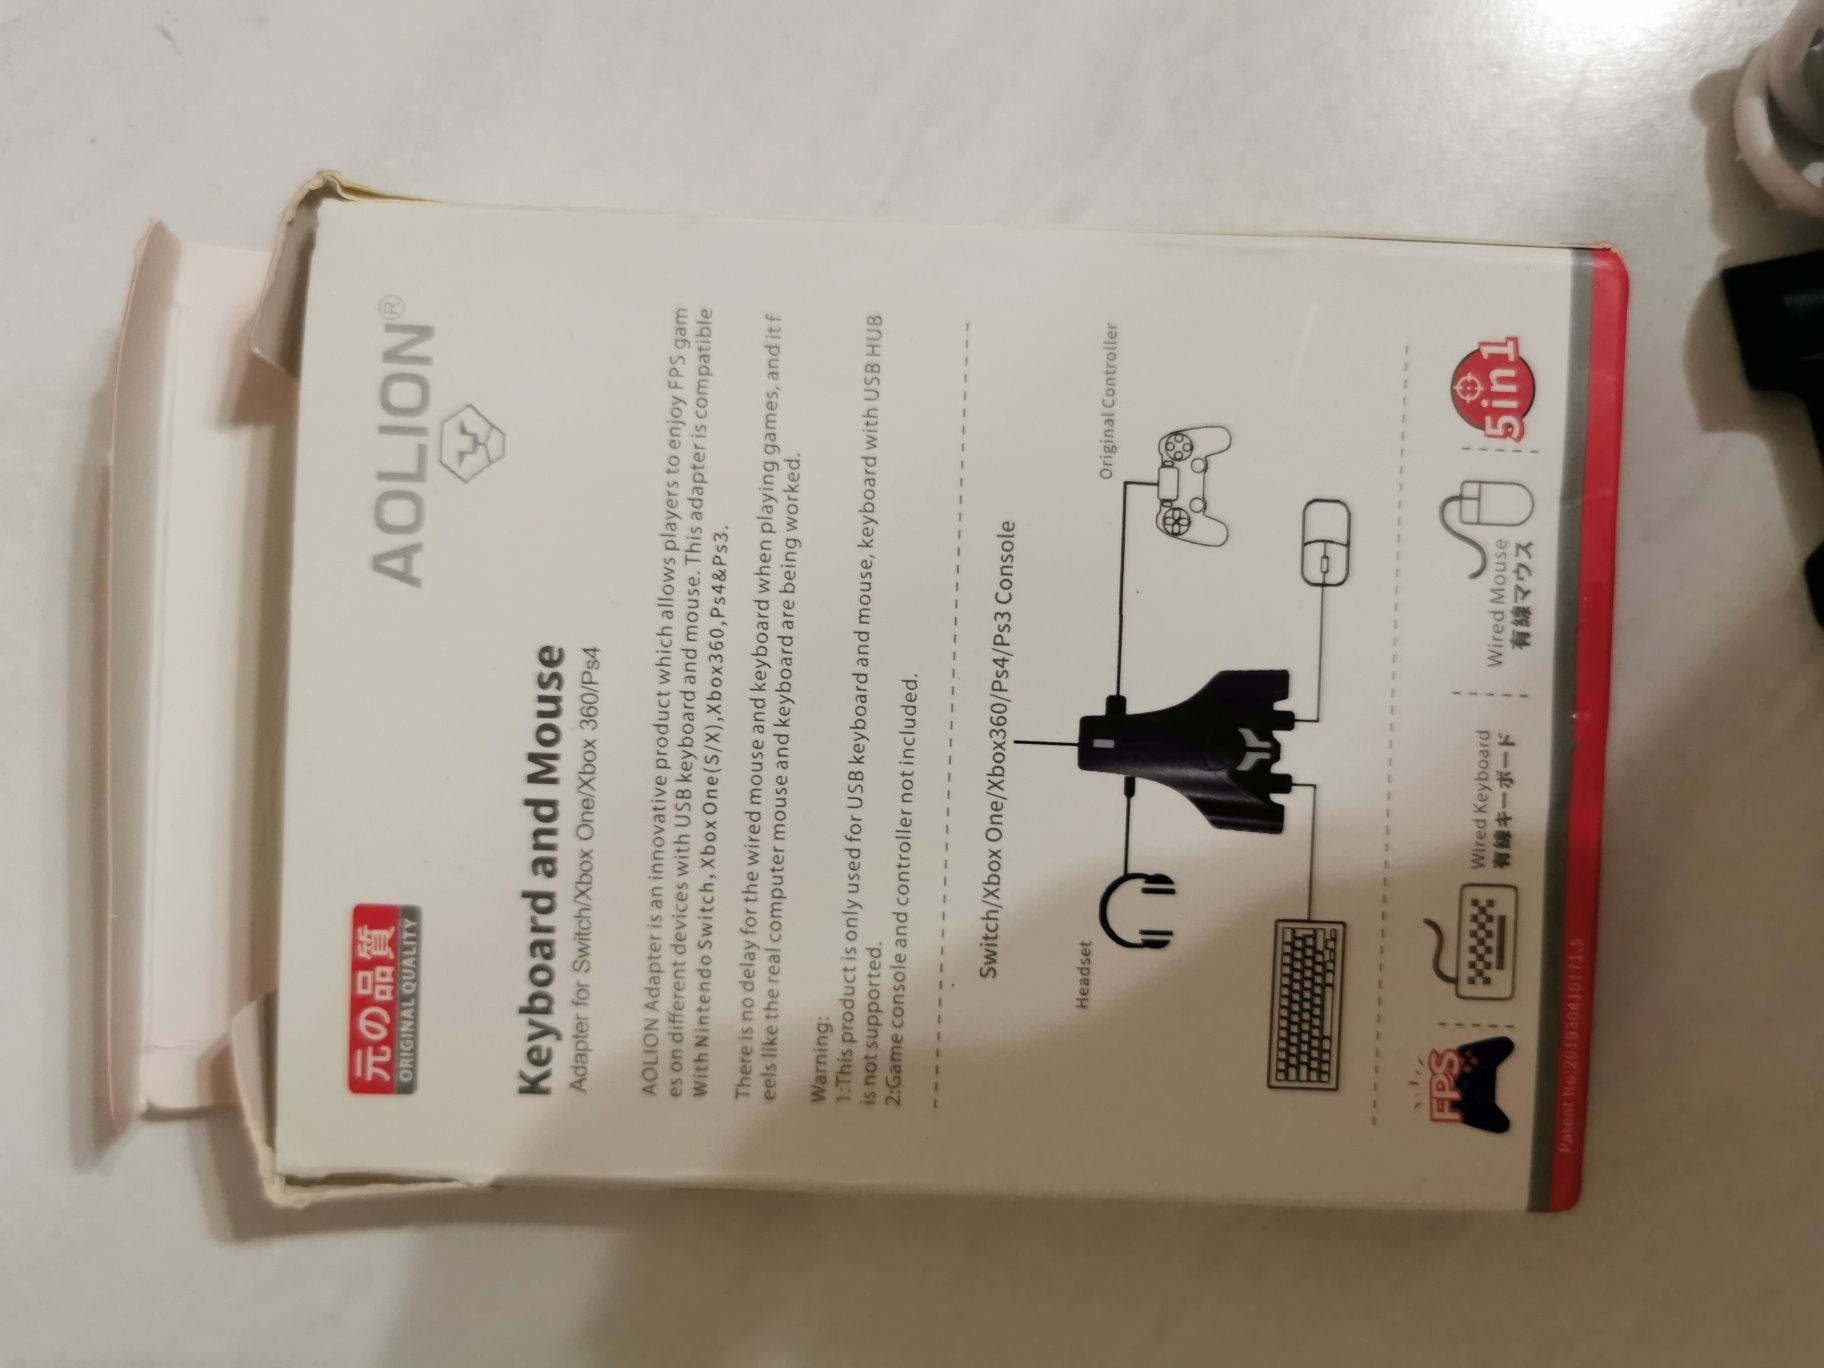 元の品質
ORIGINAL QUALITY
AOLION®
Keyboard and Mouse
Adapter for Switch/Xbox One/Xbox 360/Ps4
AOLION Adapter is an innovative product which allows players to enjoy FPS gam
es on different devices with USB keyboard and mouse. This adapter is compatible
With Nintendo Switch, Xbox One(S/X),Xbox360,Ps4&Ps3.
There is no delay for the wired mouse and keyboard when playing games, and it f
eels like the real computer mouse and keyboard are being worked.
Warning:
1:This product is only used for USB keyboard and mouse, keyboard with USB HUB
is not supported.
2:Game console and controller not included.
Switch/Xbox One/Xbox360/Ps4/Ps3 Console
Headset
Original Controller
FPS
Wired Keyboard
有線キーボード
Wired Mouse
有線マウス
5in1
Patent No:201930410171.5